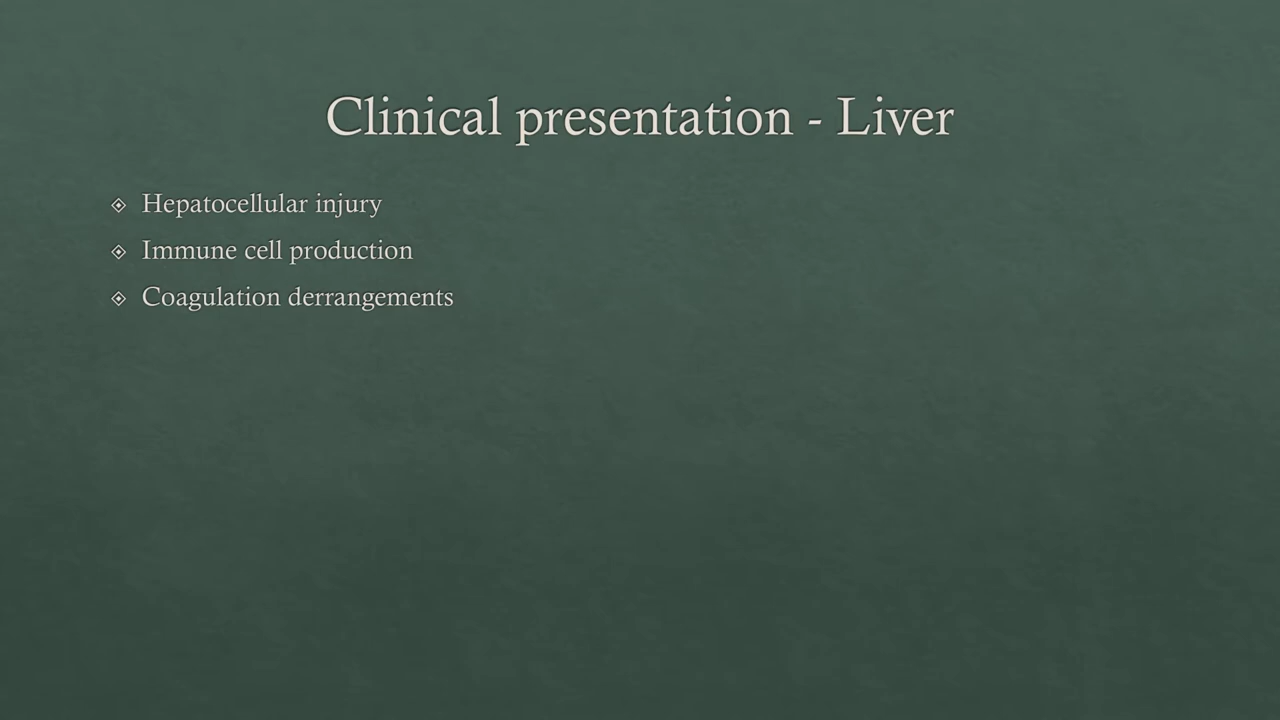 Clinical presentation - Liver
Hepatocellular injury
Immune cell production
Coagulation derrangements